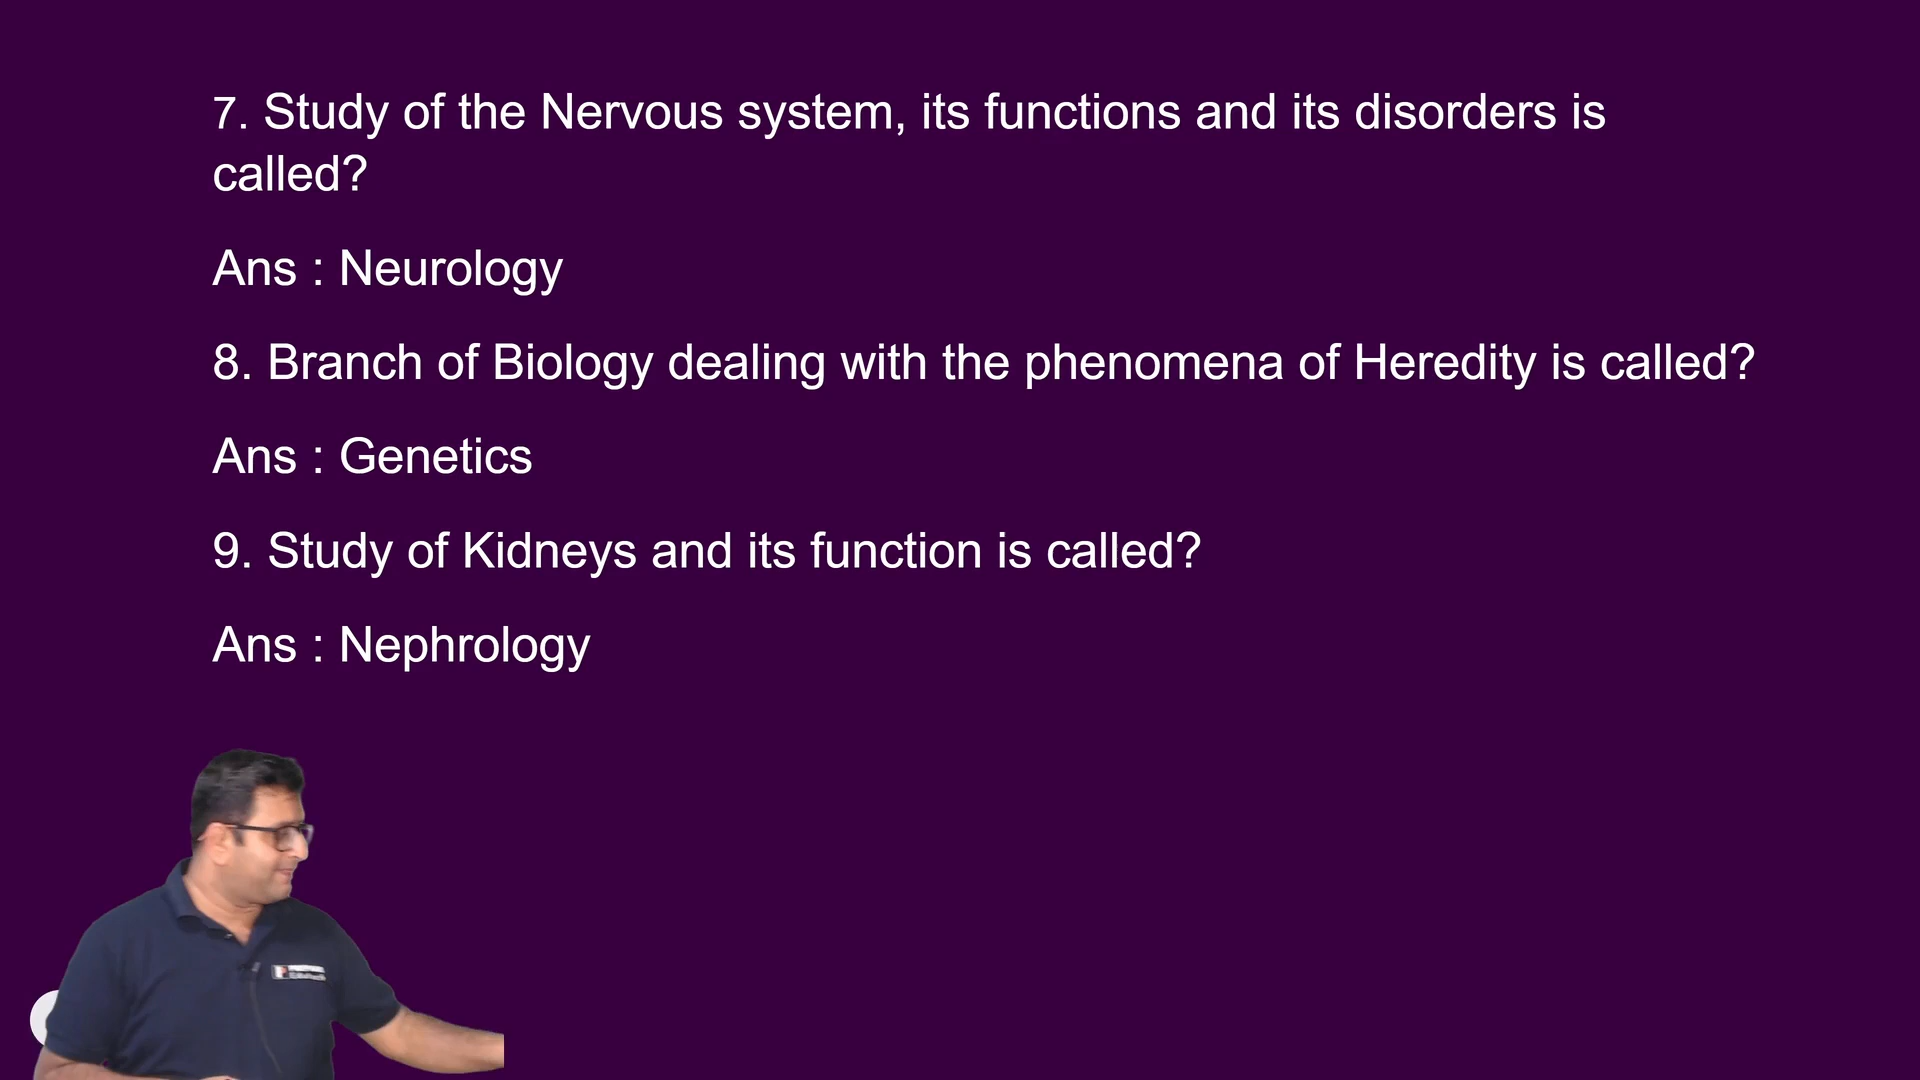 7. Study of the Nervous system, its functions and its disorders is
called?
Ans : Neurology
8. Branch of Biology dealing with the phenomena of Heredity is called?
Ans : Genetics
9. Study of Kidneys and its function is called?
Ans : Nephrology